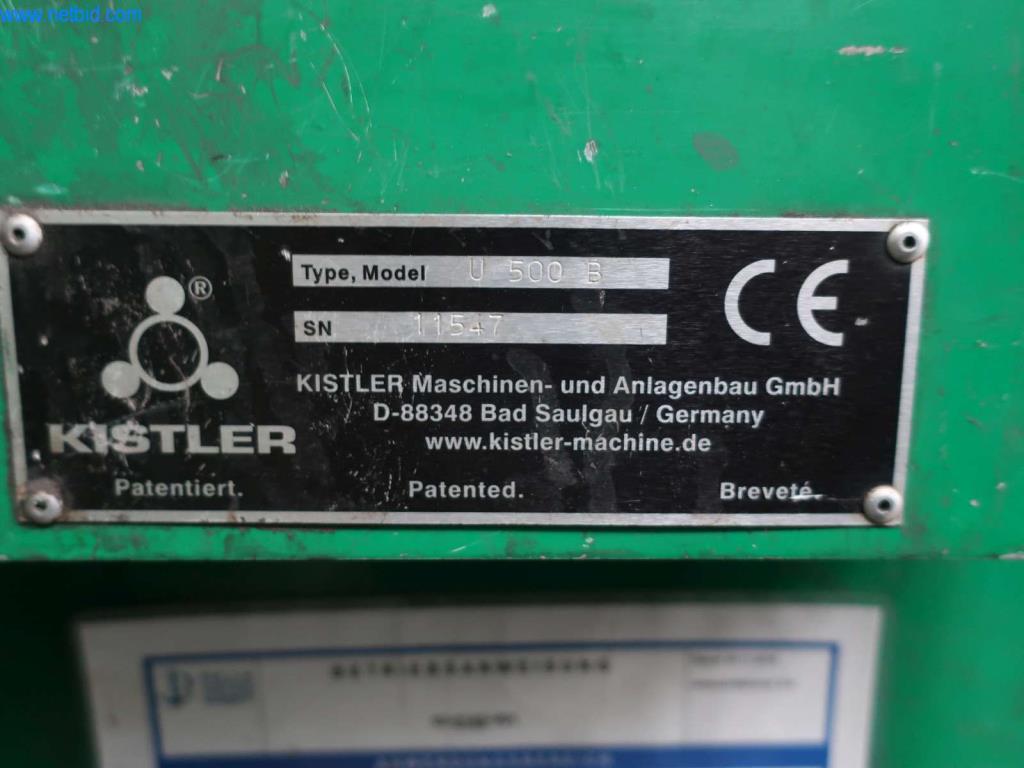 www.netbid.com
®
KISTLER
Type, Model U 500 B
SN 11547
CE
KISTLER Maschinen- und Anlagenbau GmbH
D-88348 Bad Saulgau / Germany
www.kistler-machine.de
Patentiert. Patented. Breveté.
BETRIEBSANWEISUNG